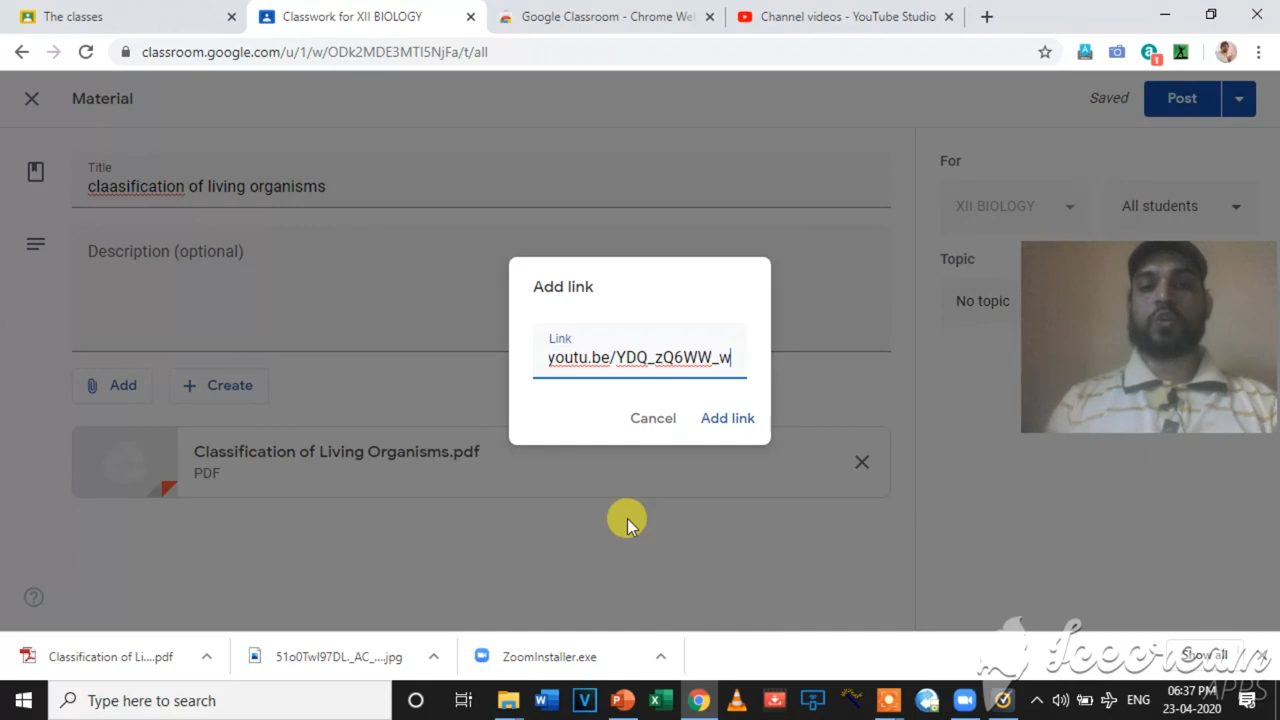 The classes
Classwork for XII BIOLOGY
Google Classroom - Chrome We
Channel videos - YouTube Studio
classroom.google.com/u/1/w/ODk2MDE3MTI5NjFa/t/all
1
Material
Saved
Post
Title
claasification of living organisms
Description (optional)
Add
Create
Classification of Living Organisms.pdf
PDF
For
XII BIOLOGY
All students
Topic
No topic
Add link
Link
youtu.be/YDQ_zQ6WW_w
Cancel
Add link
Classification of Li....pdf
51o0TwI97DL._AC_....jpg
ZoomInstaller.exe
Show all
Icecream
APPS
Type here to search
ENG
06:37 PM
23-04-2020